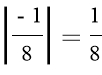 | - 1 / 8 | = 1 / 8